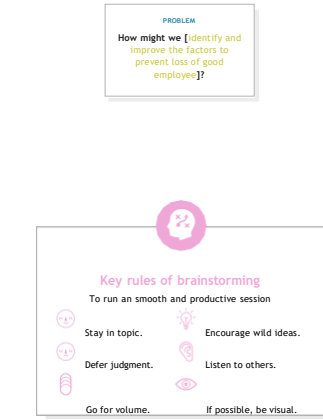 PROBLEM
How might we [identify and
improve the factors to
prevent loss of good
employee]?
Key rules of brainstorming
To run an smooth and productive session
Stay in topic.
Encourage wild ideas.
Defer judgment.
Listen to others.
Go for volume.
If possible, be visual.